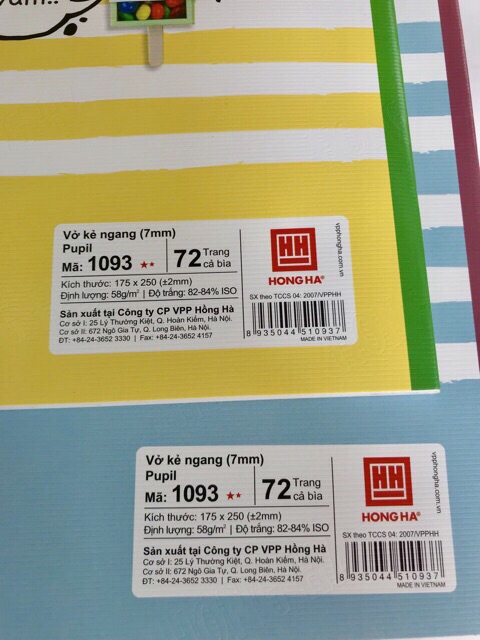 Vở kẻ ngang (7mm)
Pupil
Mã: 1093 ★★
72 Trang cả bìa
Kích thước: 175 x 250 (±2mm)
Định lượng: 58g/m² | Độ trắng: 82-84% ISO
Sản xuất tại Công ty CP VPP Hồng Hà
Cơ sở I: 25 Lý Thường Kiệt, Q. Hoàn Kiếm, Hà Nội.
Cơ sở II: 672 Ngô Gia Tự, Q. Long Biên, Hà Nội.
ĐT: +84-24-3652 3330 | Fax: +84-24-3652 4157
HH
HONG HA
vpphongha.com.vn
SX theo TCCS 04: 2007/VPPHH
8 935044 510937
MADE IN VIETNAM
Vở kẻ ngang (7mm)
Pupil
Mã: 1093 ★★
72 Trang cả bìa
Kích thước: 175 x 250 (±2mm)
Định lượng: 58g/m² | Độ trắng: 82-84% ISO
Sản xuất tại Công ty CP VPP Hồng Hà
Cơ sở I: 25 Lý Thường Kiệt, Q. Hoàn Kiếm, Hà Nội.
Cơ sở II: 672 Ngô Gia Tự, Q. Long Biên, Hà Nội.
ĐT: +84-24-3652 3330 | Fax: +84-24-3652 4157
HH
HONG HA
vpphongha.com.vn
SX theo TCCS 04: 2007/VPPHH
8 935044 510937
MADE IN VIETNAM